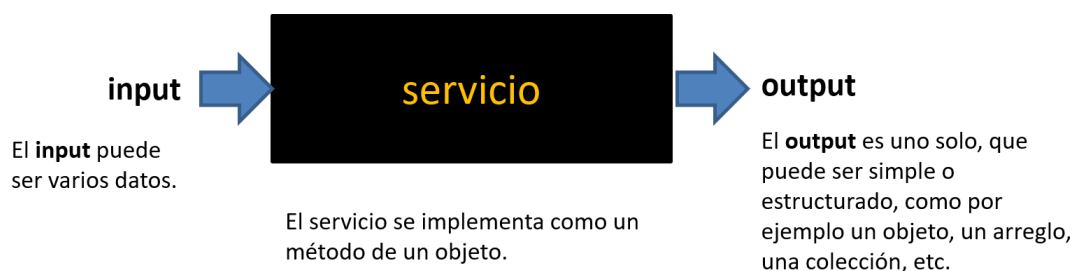 input
servicio
output
El input puede
ser varios datos.
El servicio se implementa como un
método de un objeto.
El output es uno solo, que
puede ser simple o
estructurado, como por
ejemplo un objeto, un arreglo,
una colección, etc.